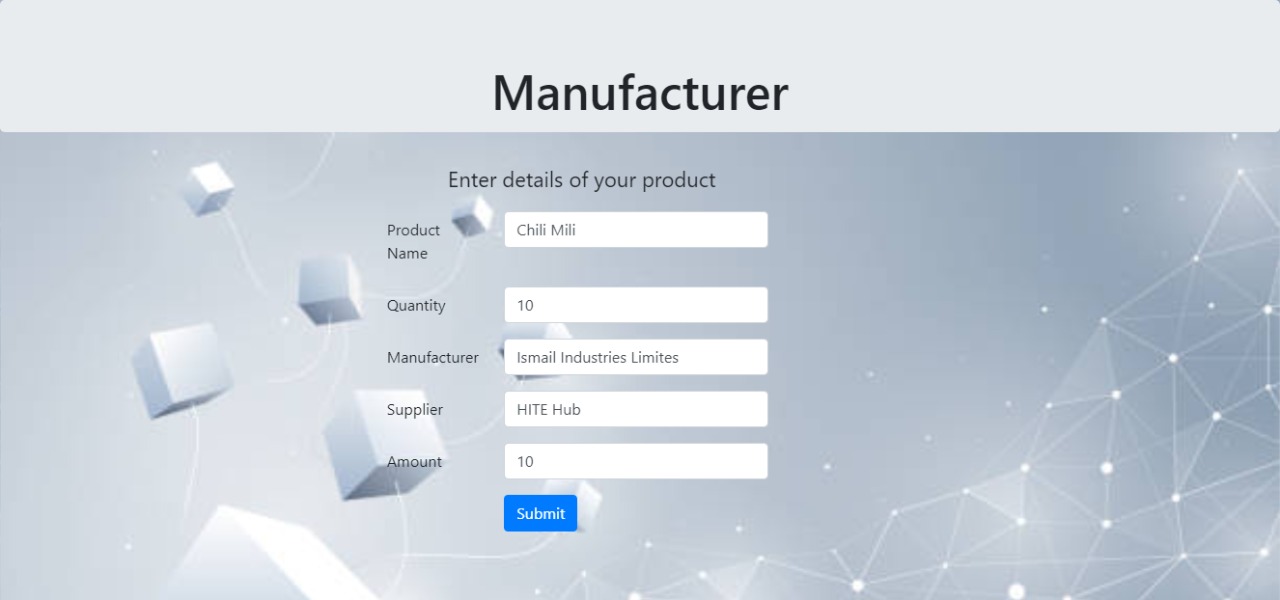 Manufacturer
Enter details of your product
Product
Name
Chili Mili
Quantity
10
Manufacturer
Ismail Industries Limites
Supplier
HITE Hub
Amount
10
Submit